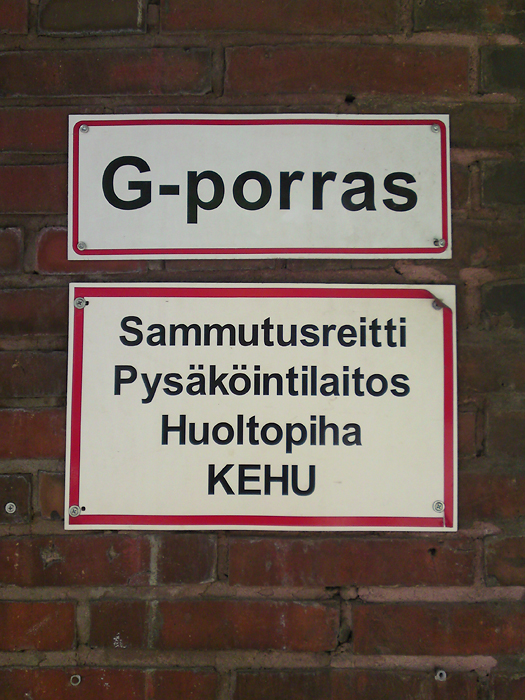 G-porras
Sammutusreitti
Pysäköintilaitos
Huoltopiha
KEHU